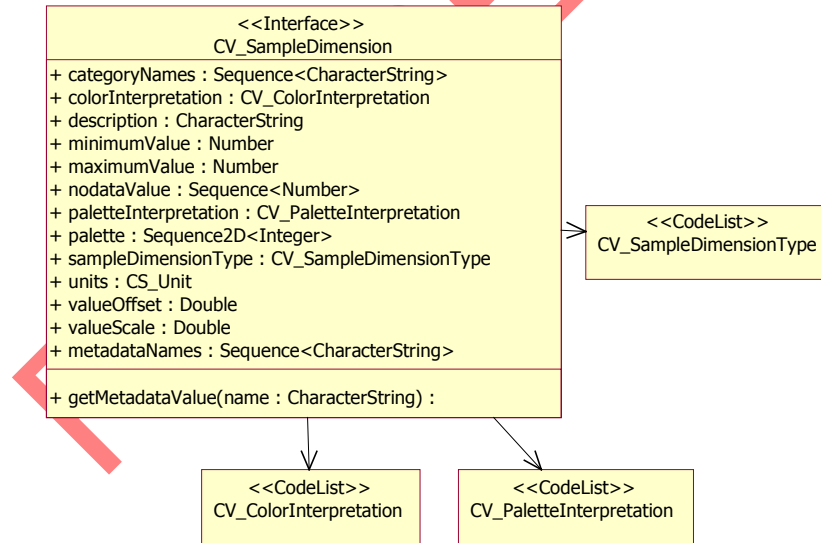 <<Interface>>
CV_SampleDimension
+ categoryNames : Sequence<CharacterString>
+ colorInterpretation : CV_ColorInterpretation
+ description : CharacterString
+ minimumValue : Number
+ maximumValue : Number
+ nodataValue : Sequence<Number>
+ paletteInterpretation : CV_PaletteInterpretation
+ palette : Sequence2D<Integer>
+ sampleDimensionType : CV_SampleDimensionType
+ units : CS_Unit
+ valueOffset : Double
+ valueScale : Double
+ metadataNames : Sequence<CharacterString>
+ getMetadataValue(name : CharacterString) :
<<CodeList>>
CV_SampleDimensionType
<<CodeList>>
CV_ColorInterpretation
<<CodeList>>
CV_PaletteInterpretation